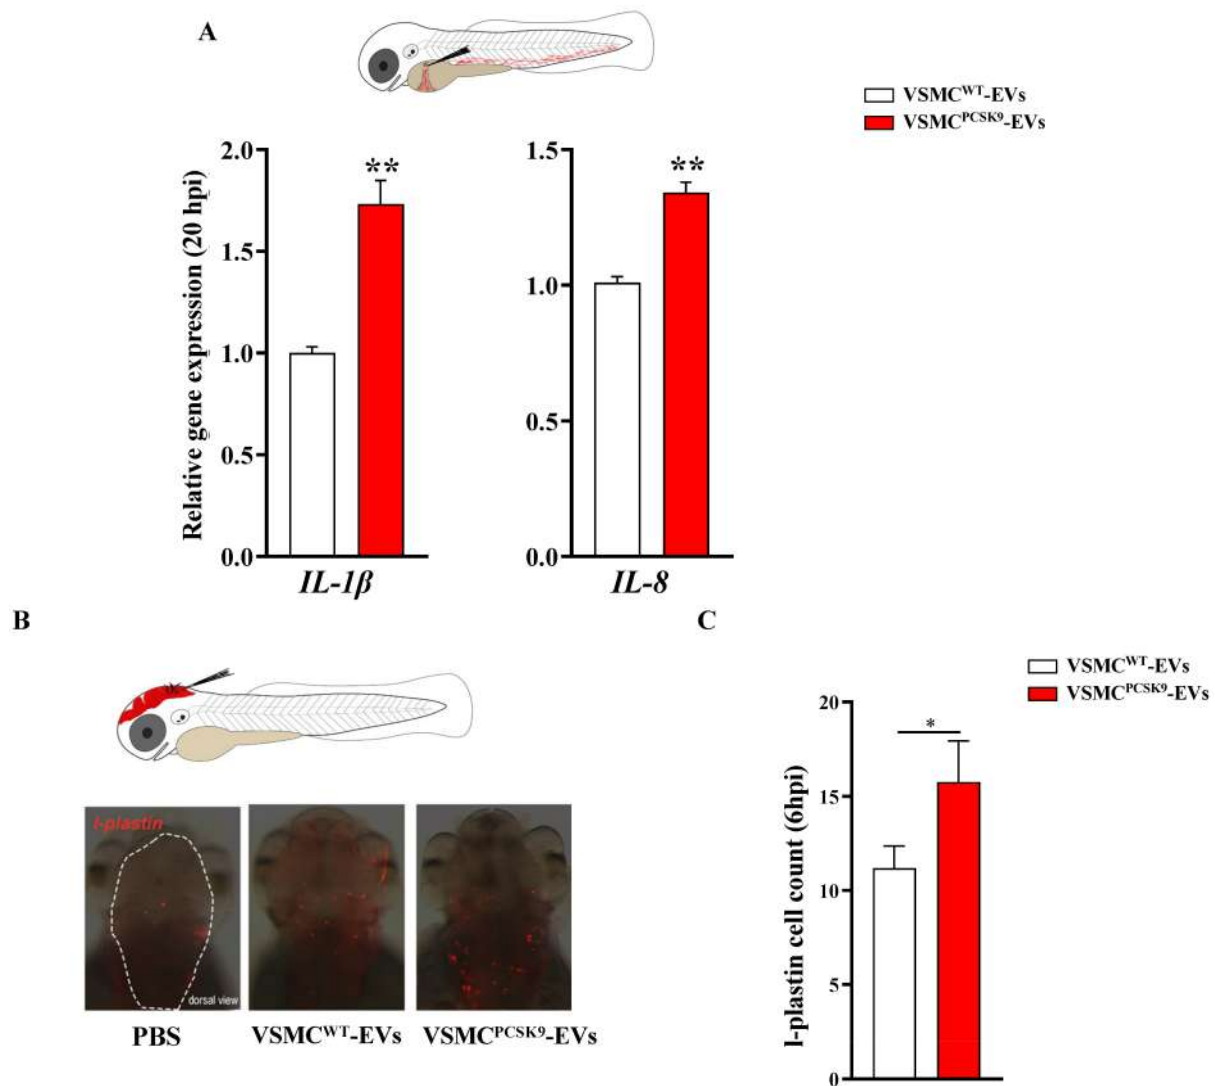 A
VSMCWT-EVs
VSMCPCSK9-EVs
Relative gene expression (20 hpi)
2.0
1.5
1.0
0.5
0.0
**
IL-1β
1.5
1.0
0.5
0.0
**
IL-8
B
l-plastin
dorsal view
PBS
VSMCWT-EVs
VSMCPCSK9-EVs
C
VSMCWT-EVs
VSMCPCSK9-EVs
l-plastin cell count (6hpi)
20
15
10
5
0
*